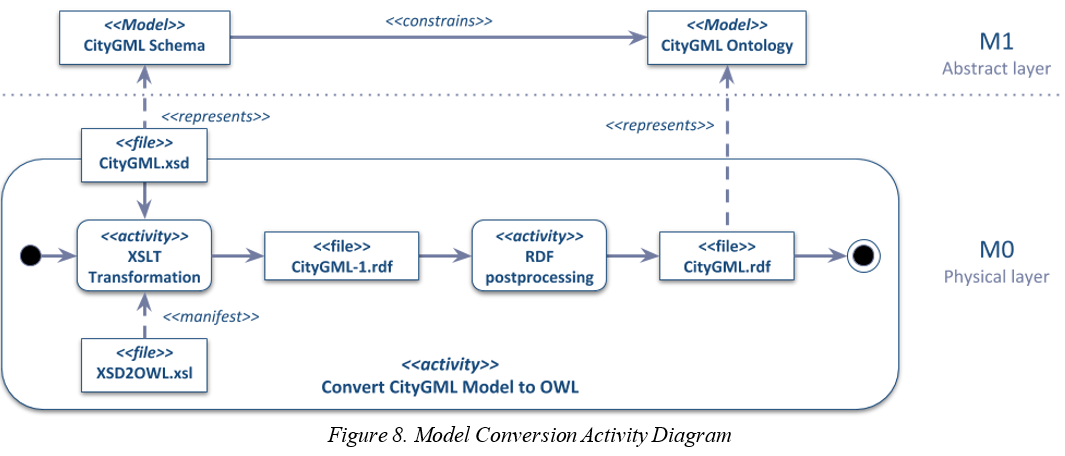 <<Model>>
CityGML Schema
<<constrains>>
<<Model>>
CityGML Ontology
M1
Abstract layer
<<represents>>
<<represents>>
<<file>>
CityGML.xsd
<<activity>>
XSLT
Transformation
<<file>>
CityGML-1.rdf
<<activity>>
RDF
postprocessing
<<file>>
CityGML.rdf
M0
Physical layer
<<manifest>>
<<file>>
XSD2OWL.xsl
<<activity>>
Convert CityGML Model to OWL
Figure 8. Model Conversion Activity Diagram